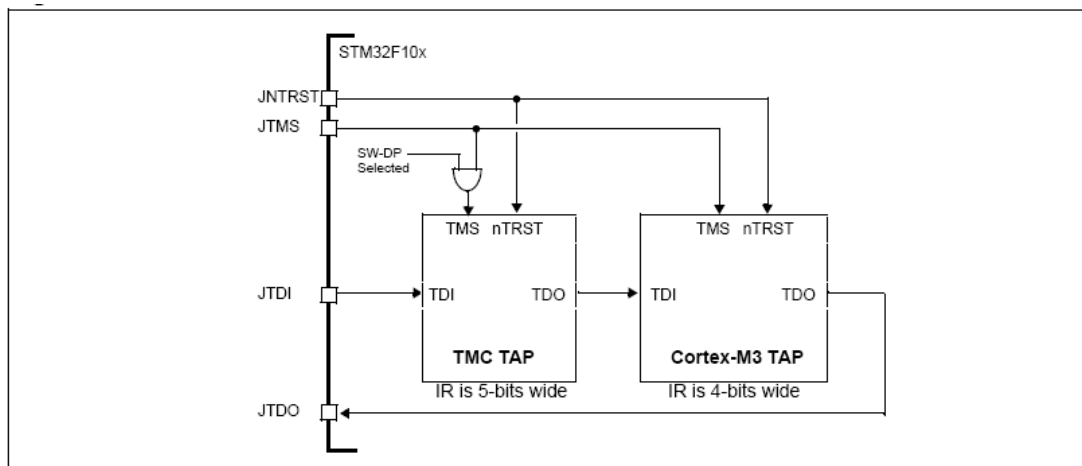 STM32F10x
JNTRST
JTMS
SW-DP
Selected
TMS nTRST
TMS nTRST
JTDI
TDI
TDO
TDI
TDO
TMC TAP
Cortex-M3 TAP
IR is 5-bits wide
IR is 4-bits wide
JTDO